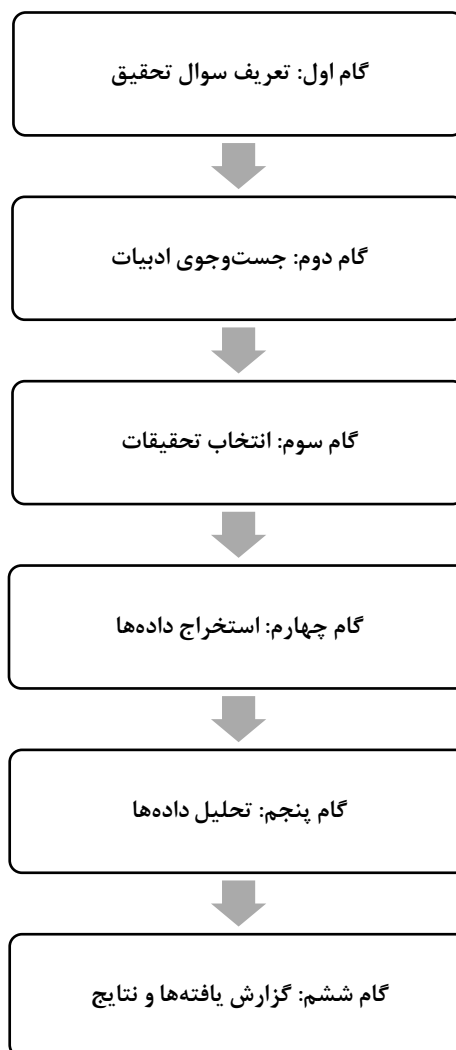 گام اول: تعریف سوال تحقیق
گام دوم: جست‌وجوی ادبیات
گام سوم: انتخاب تحقیقات
گام چهارم: استخراج داده‌ها
گام پنجم: تحلیل داده‌ها
گام ششم: گزارش یافته‌ها و نتایج